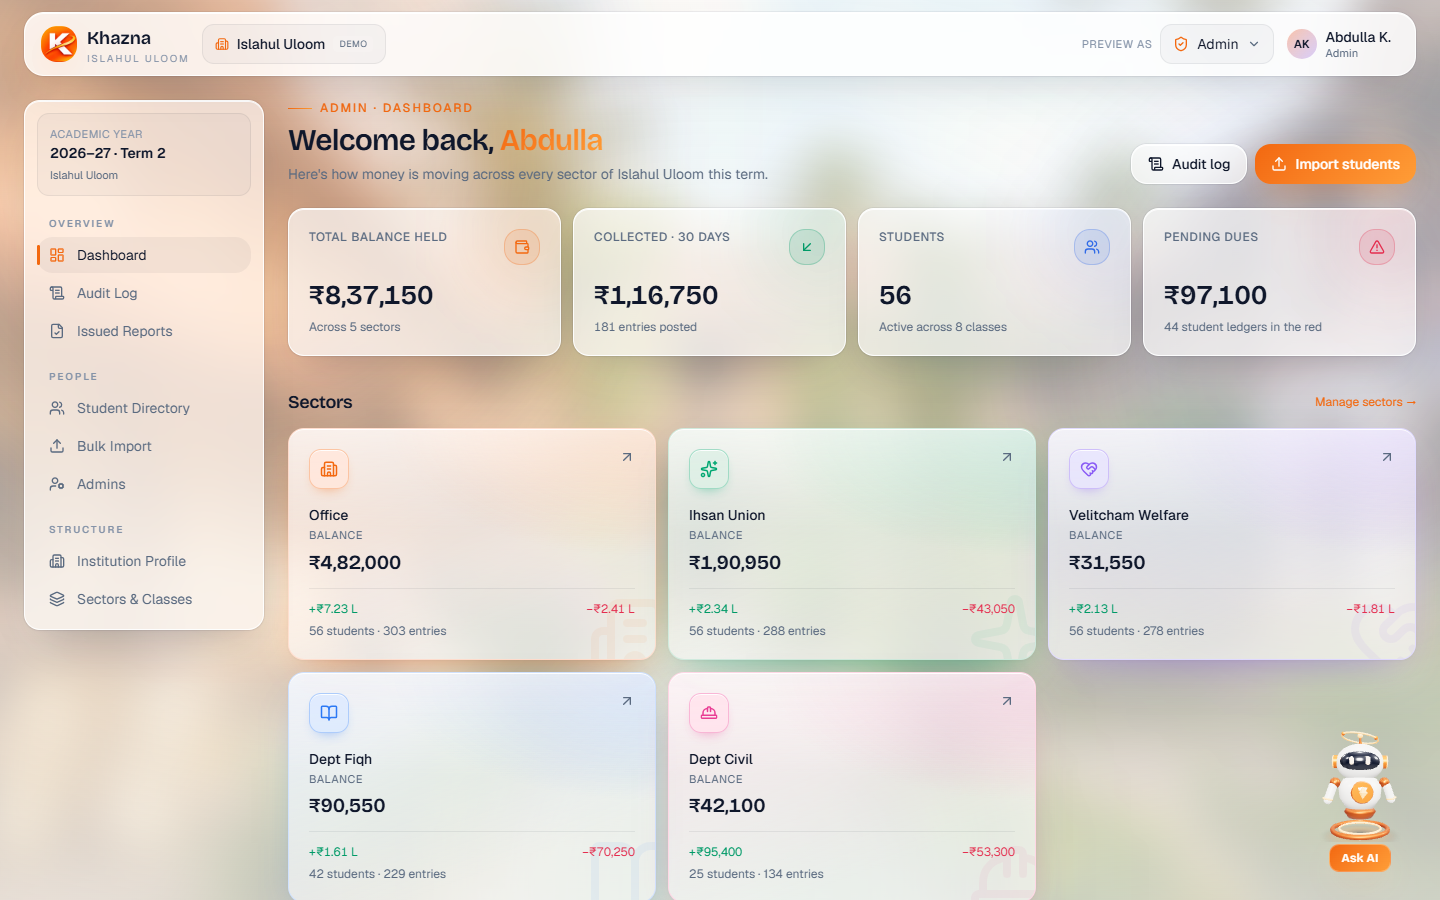 Khazna
ISLAHUL ULOOM
Islahul Uloom DEMO
PREVIEW AS
Admin
AK
Abdulla K.
Admin
ACADEMIC YEAR
2026–27 · Term 2
Islahul Uloom
OVERVIEW
Dashboard
Audit Log
Issued Reports
PEOPLE
Student Directory
Bulk Import
Admins
STRUCTURE
Institution Profile
Sectors & Classes
ADMIN · DASHBOARD
Welcome back, Abdulla
Here's how money is moving across every sector of Islahul Uloom this term.
Audit log
Import students
TOTAL BALANCE HELD
₹8,37,150
Across 5 sectors
COLLECTED · 30 DAYS
₹1,16,750
181 entries posted
STUDENTS
56
Active across 8 classes
PENDING DUES
₹97,100
44 student ledgers in the red
Sectors
Manage sectors →
Office
BALANCE
₹4,82,000
+₹7.23 L −₹2.41 L
56 students · 303 entries
Ihsan Union
BALANCE
₹1,90,950
+₹2.34 L −₹43,050
56 students · 288 entries
Velitcham Welfare
BALANCE
₹31,550
+₹2.13 L −₹1.81 L
56 students · 278 entries
Dept Fiqh
BALANCE
₹90,550
+₹1.61 L −₹70,250
42 students · 229 entries
Dept Civil
BALANCE
₹42,100
+₹95,400 −₹53,300
25 students · 134 entries
Ask AI